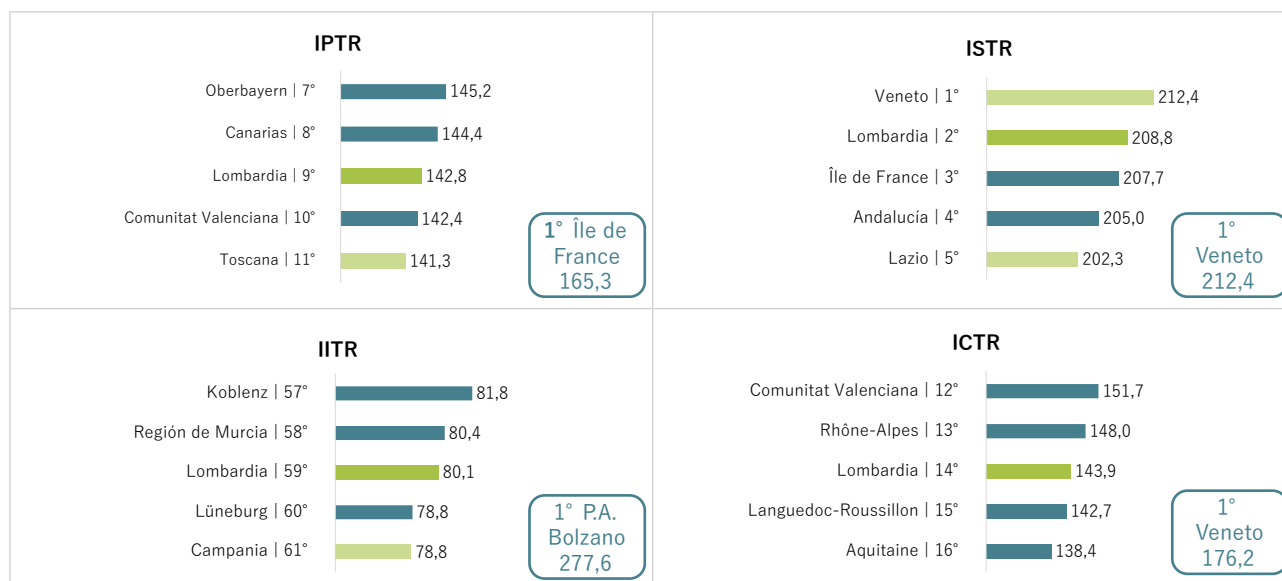 IPTR
Oberbayern | 7° 145,2
Canarias | 8° 144,4
Lombardia | 9° 142,8
Comunitat Valenciana | 10° 142,4
Toscana | 11° 141,3
1° Île de
France
165,3
ISTR
Veneto | 1° 212,4
Lombardia | 2° 208,8
Île de France | 3° 207,7
Andalucía | 4° 205,0
Lazio | 5° 202,3
1°
Veneto
212,4
IITR
Koblenz | 57° 81,8
Región de Murcia | 58° 80,4
Lombardia | 59° 80,1
Lüneburg | 60° 78,8
Campania | 61° 78,8
1° P.A.
Bolzano
277,6
ICTR
Comunitat Valenciana | 12° 151,7
Rhône-Alpes | 13° 148,0
Lombardia | 14° 143,9
Languedoc-Roussillon | 15° 142,7
Aquitaine | 16° 138,4
1°
Veneto
176,2